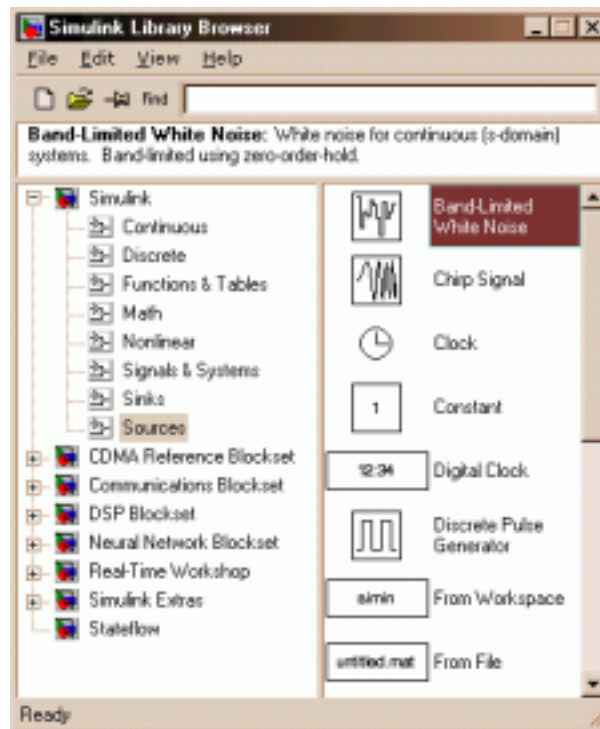 Simulink Library Browser
File Edit View Help
Find
Band-Limited White Noise: White noise for continuous (s-domain)
systems. Band-limited using zero-order-hold.
Simulink
Continuous
Discrete
Functions & Tables
Math
Nonlinear
Signals & Systems
Sinks
Sources
CDMA Reference Blockset
Communications Blockset
DSP Blockset
Neural Network Blockset
Real-Time Workshop
Simulink Extras
Stateflow
Band-Limited
White Noise
Chirp Signal
Clock
1
Constant
12:34
Digital Clock
Discrete Pulse
Generator
simin
From Workspace
untitled.mat
From File
Ready